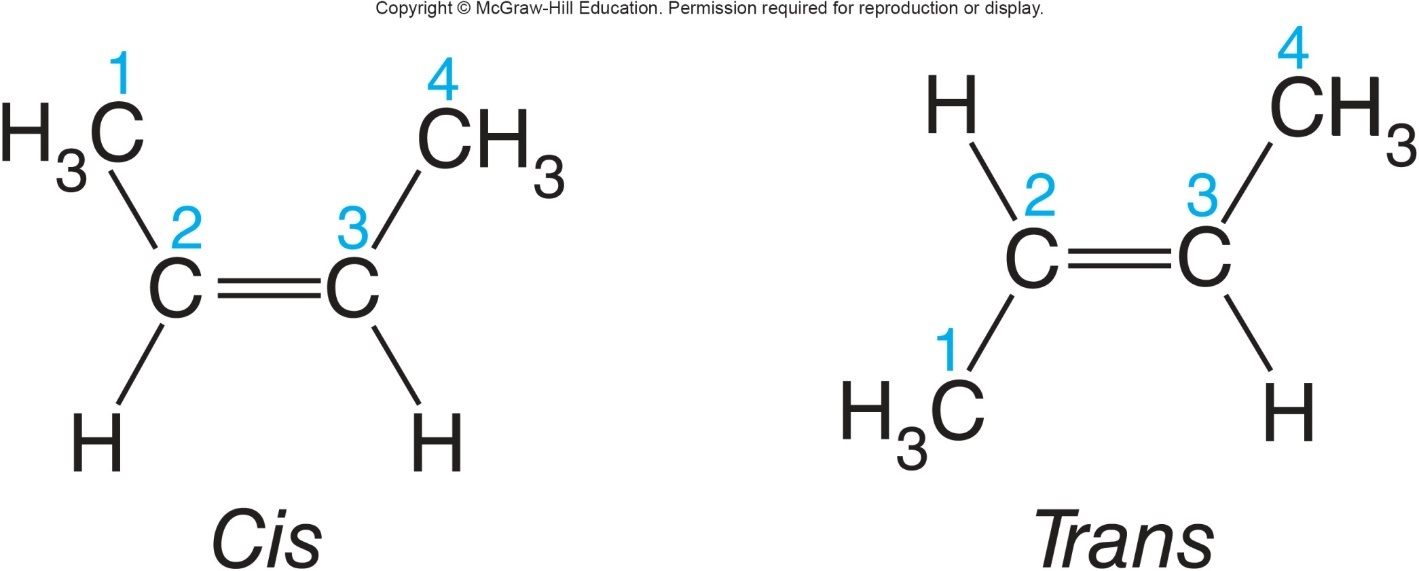 Copyright © McGraw-Hill Education. Permission required for reproduction or display.
1 4
H₃C CH₃
2 3
C C
H H
Cis
4
H CH₃
2 3
C C
1
H₃C H
Trans